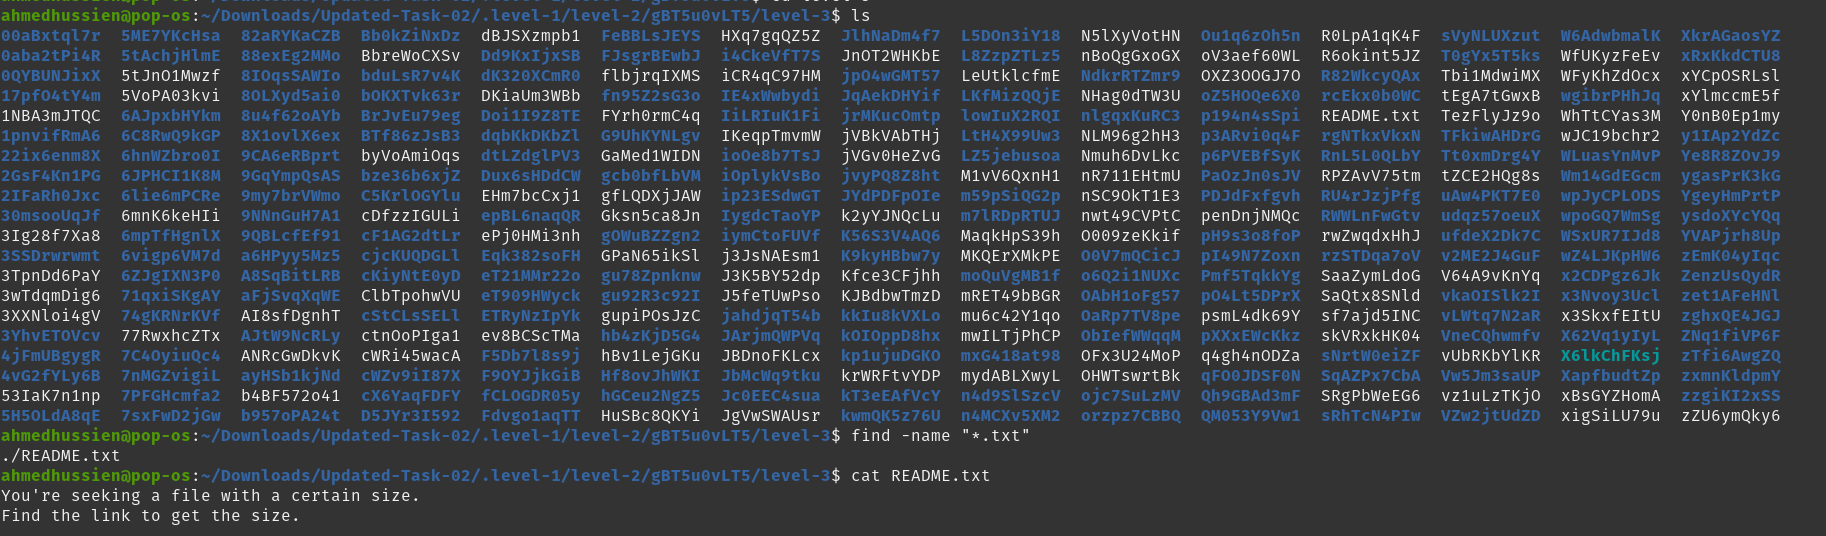 ahmedhussien@pop-os:~/Downloads/Updated-Task-02/.level-1/level-2/gBT5u0vLT5/level-3$ ls
00aBxtql7r 5ME7YKcHsa 82aRYKaCZB Bb0kZiNxDz dBJSXzmpb1 FeBBLsJEYS HXq7gqQZ5Z JlhNaDm4f7 L5DOn3iY18 N5lXyVotHN Ou1q6zOh5n R0LpA1qK4F sVyNLUXzut W6AdwbmalK XkrAGaosYZ
0aba2tPi4R 5tAchjHlmE 88exEg2MMo BbreWoCXSv Dd9KxIjxSB FJsgrBEwbJ i4CkeVfT7S JnOT2WHKbE L8ZzpZTLz5 nBoQgGxoGX oV3aef60WL R6okint5JZ T0gYx5T5ks WfUKyzFeEv xRxKkdCTU8
0QYBUNJixX 5tJnO1Mwzf 8IOqsSAWIo bduLsR7v4K dK320XCmR0 flbjrqIXMS iCR4qC97HM jpO4wGMT57 LeUtklcfmE NdkrRTZmr9 OXZ3OOGJ7O R82WkcyQAx Tbi1MdwiMX WFyKhZdOcx xYCpOSRLsl
17pfO4tY4m 5VoPA03kvi 8OLXyd5ai0 bOKXTvk63r DKiaUm3WBb fn95Z2sG3o IE4xWwbydi JqAekDHYif LKfMizQQjE NHag0dTW3U oZ5HOQe6X0 rcEkx0b0WC tEgA7tGwxB wgibrPHhJq xYlmccmE5f
1NBA3mJTQC 6AJpxbHYkm 8u4f62oAYb BrJvEu79eg Doi1I9Z8TE FYrh0rmC4q IiLRIuK1Fi jrMKucOmtp lowIuX2RQI nlgqxKuRC3 p194n4sSpi README.txt TezFlyJz9o WhTtCYas3M Y0nB0Ep1my
1pnvifRmA6 6C8RwQ9kGP 8X1ovlX6ex BTf86zJsB3 dqbKkDKbZl G9UhKYNLgv IKeqpTmvmW jVBkVAbTHj LtH4X99Uw3 NLM96g2hH3 p3ARvi0q4F rgNTkxVkxN TFkiwAHDrG wJC19bchr2 y1IAp2YdZc
22ix6enm8X 6hnWZbro0I 9CA6eRBprt byVoAmiOqs dtLZdglPV3 GaMed1WIDN ioOe8b7TsJ jVGv0HeZvG LZ5jebusoa Nmuh6DvLkc p6PVEBfSyK RnL5L0QLbY Tt0xmDrg4Y WLuasYnMvP Ye8R8ZOvJ9
2GsF4Kn1PG 6JPHCI1K8M 9GqYmpQsAS bze36b6xjZ Dux6sHDdCW gcb0bfLbVM iOplykVsBo jvyPQ8Z8ht M1vV6QxnH1 nR711EHtmU PaOzJn0sJV RPZAvV75tm tZCE2HQg8s Wm14GdEGcm ygasPrK3kG
2IFaRh0Jxc 6lie6mPCRe 9my7brVWmo C5KrlOGYlu EHm7bcCxj1 gfLQDXjJAW ip23ESdwGT JYdPDFpOIe m59pSiQG2p nSC9OkT1E3 PDJdFxfgvh RU4rJzjPfg uAw4PKT7E0 wpJyCPLODS YgeyHmPrtP
30msooUqJf 6mnK6keHIi 9NNnGuH7A1 cDfzzIGULi epBL6naqQR Gksn5ca8Jn IygdcTaoYP k2yYJNQcLu m7lRDpRTUJ nwt49CVPtC penDnjNMQc RWWLnFwGtv udqz57oeuX wpoGQ7WmSg ysdoXYcYQq
3Ig28f7Xa8 6mpTfHgnlX 9QBLcfEf91 cF1AG2dtLr ePj0HMi3nh gOWuBZZgn2 iymCtoFUVf K56S3V4AQ6 MaqkHpS39h O009zeKkif pH9s3o8foP rwZwqdxHhJ ufdeX2Dk7C WSxUR7IJd8 YVAPjrh8Up
3SSDrwrwmt 6vigp6VM7d a6HPyy5Mz5 cjcKUQDGLl Eqk382soFH GPaN65ikSl j3JsNAEsm1 K9kyHBbw7y MKQErXMkPE O0V7mQCicJ pI49N7Zoxn rzSTDqa7oV v2ME2J4GuF wZ4LJKpHW6 zEmK04yIqc
3TpnDd6PaY 6ZJgIXN3P0 A8SqBitLRB cKiyNtE0yD eT21MMr22o gu78Zpnknw J3K5BY52dp Kfce3CFjhh moQuVgMB1f o6Q2i1NUXc Pmf5TqkkYg SaaZymLdoG V64A9vKnYq x2CDPgz6Jk ZenzUsQydR
3wTdqmDig6 71qxiSKgAY aFjSvqXqWE ClbTpohwVU eT909HWyck gu92R3c92I J5feTUwPso KJBdbwTmzD mRET49bBGR OAbH1oFg57 pO4Lt5DPrX SaQtx8SNld vkaOISlk2I x3Nvoy3Ucl zet1AFeHNl
3XXNloi4gV 74gKRNrKVf AI8sfDgnhT cStCLsSELl ETRyNzIpYk gupiPOsJzC jahdjqT54b kkIu8kVXLo mu6c42Y1qo OaRp7TV8pe psmL4dk69Y sf7ajd5INC vLWtq7N2aR x3SkxfEItU zghxQE4JGJ
3YhvETOVcv 77RwxhcZTx AJtW9NcRLy ctnOoPIga1 ev8BCScTMa hb4zKjD5G4 JArjmQWPVq kOIOppD8hx mwILTjPhCP ObIefWWqqM pXXxEWcKkz skVRxkHK04 VneCQhwmfv X62Vq1yIyL ZNq1fiVP6F
4jFmUBgygR 7C4OyiuQc4 ANRcGwDkvK cWRi45wacA F5Db7l8s9j hBv1LejGKu JBDnoFKLcx kp1ujuDGKO mxG418at98 OFx3U24MoP q4gh4nODZa sNrtW0eiZF vUbRKbYlKR X6lkChFKsj zTfi6AwgZQ
4vG2fYLy6B 7nMGZvigiL ayHSb1kjNd cWZv9iI87X F9OYJjkGiB Hf8ovJhWKI JbMcWq9tku krWRFtvYDP mydABLXwyL OHWTswrtBk qFO0JDSF0N SqAZPx7CbA Vw5Jm3saUP XapfbudtZp zxmnKldpmY
53IaK7n1np 7PFGHcmfa2 b4BF572o41 cX6YaqFDFY fCLOGDR05y hGCeu2NgZ5 Jc0EEC4sua kT3eEAfVcY n4d9SlSzcV ojc7SuLzMV Qh9GBAd3mF SRgPbWeEG6 vz1uLzTKjO xBsGYZHomA zzgiKI2xSS
5H5OLdA8qE 7sxFwD2jGw b957oPA24t D5JYr3I592 Fdvgo1aqTT HuSBc8QKYi JgVwSWAUsr kwmQK5z76U n4MCXv5XM2 orzpz7CBBQ QM053Y9Vw1 sRhTcN4PIw VZw2jtUdZD xigSiLU79u zZU6ymQky6
ahmedhussien@pop-os:~/Downloads/Updated-Task-02/.level-1/level-2/gBT5u0vLT5/level-3$ find -name "*.txt"
./README.txt
ahmedhussien@pop-os:~/Downloads/Updated-Task-02/.level-1/level-2/gBT5u0vLT5/level-3$ cat README.txt
You're seeking a file with a certain size.
Find the link to get the size.